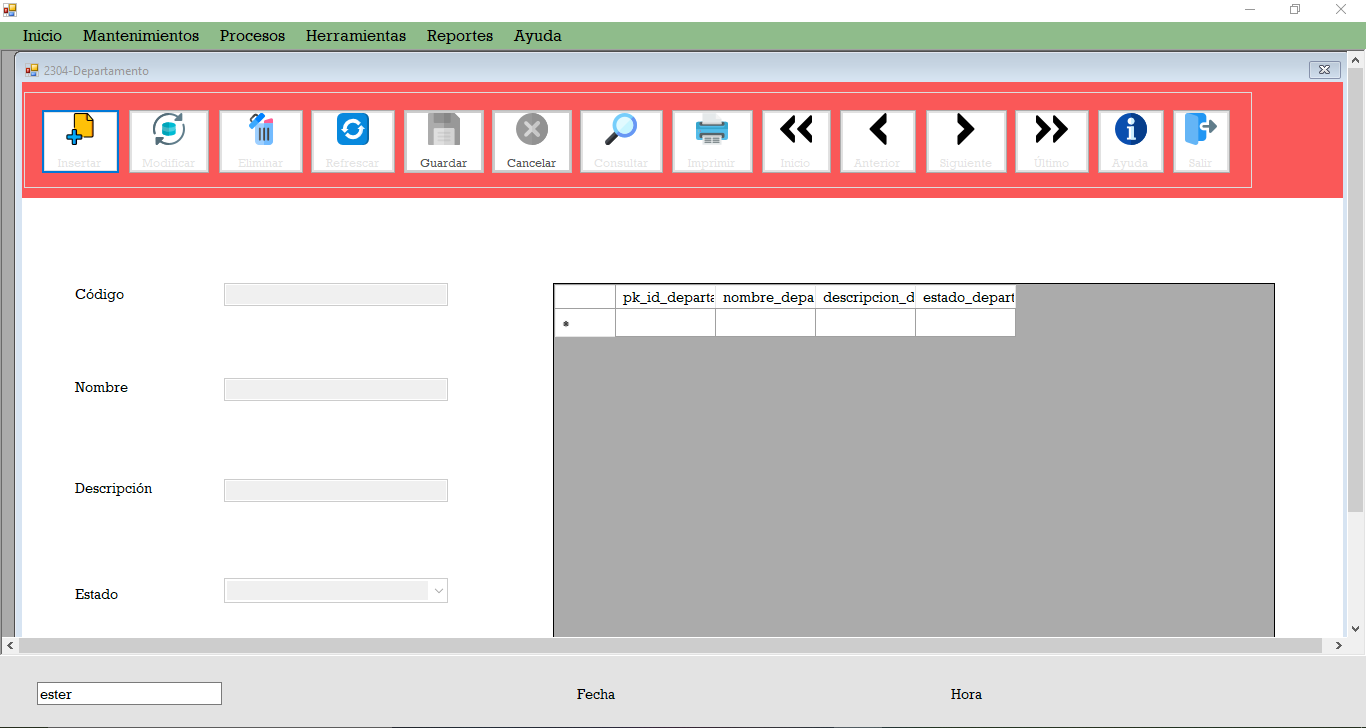 Inicio Mantenimientos Procesos Herramientas Reportes Ayuda
2304-Departamento
Insertar Modificar Eliminar Refrescar Guardar Cancelar Consultar Imprimir Inicio Anterior Siguiente Último Ayuda Salir
Código
pk_id_departa nombre_depa descripcion_d estado_depart
*
Nombre
Descripción
Estado
ester Fecha Hora